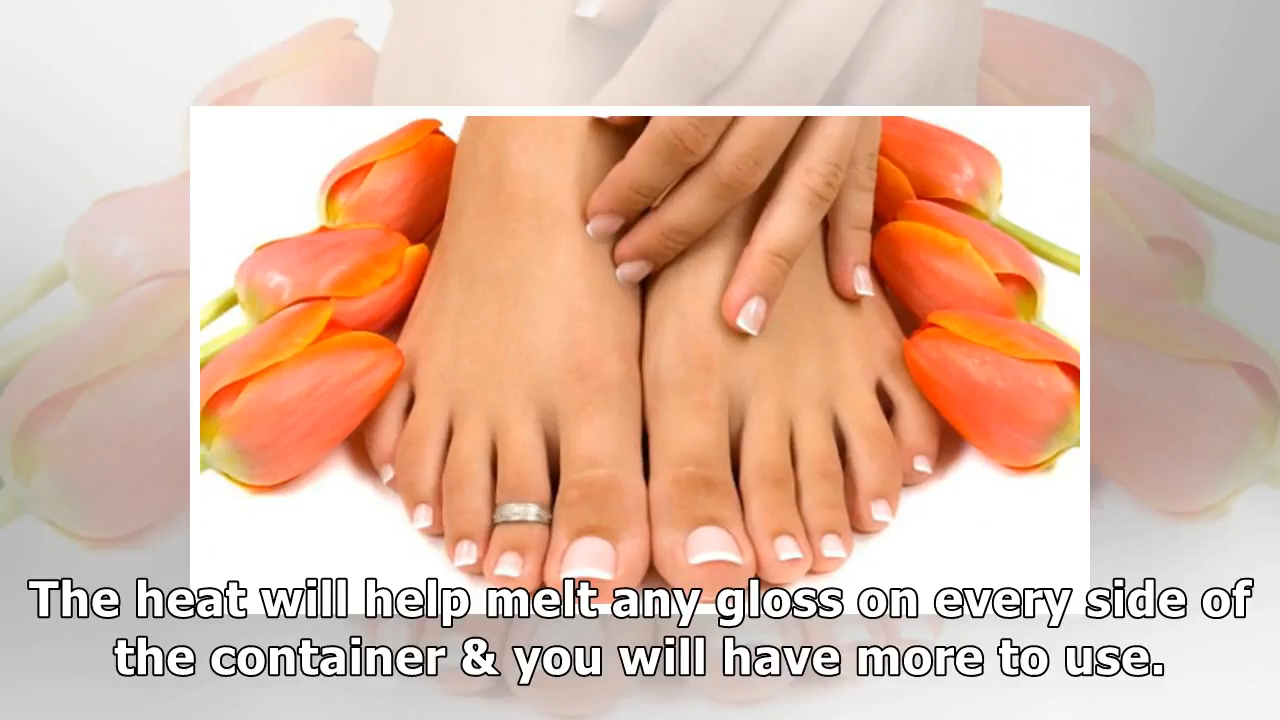 The heat will help melt any gloss on every side of
the container & you will have more to use.